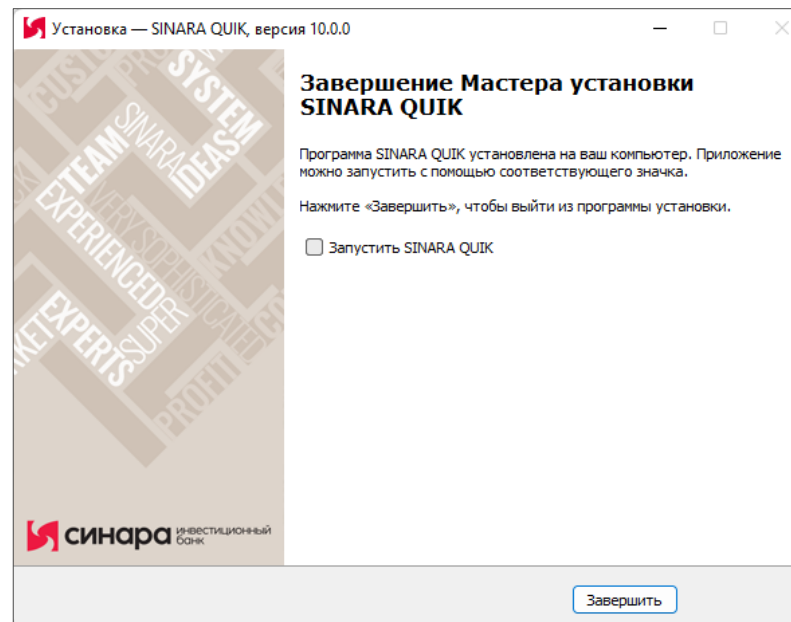 Установка — SINARA QUIK, версия 10.0.0
Завершение Мастера установки
SINARA QUIK
Программа SINARA QUIK установлена на ваш компьютер. Приложение
можно запустить с помощью соответствующего значка.
Нажмите «Завершить», чтобы выйти из программы установки.
Запустить SINARA QUIK
SYSTEM
SINARA
IDEAS
TEAM
EXPERIENCED
VERY SOPHISTICATED
SUPER
EXPERTS
PROFIT
синара инвестиционный
банк
Завершить